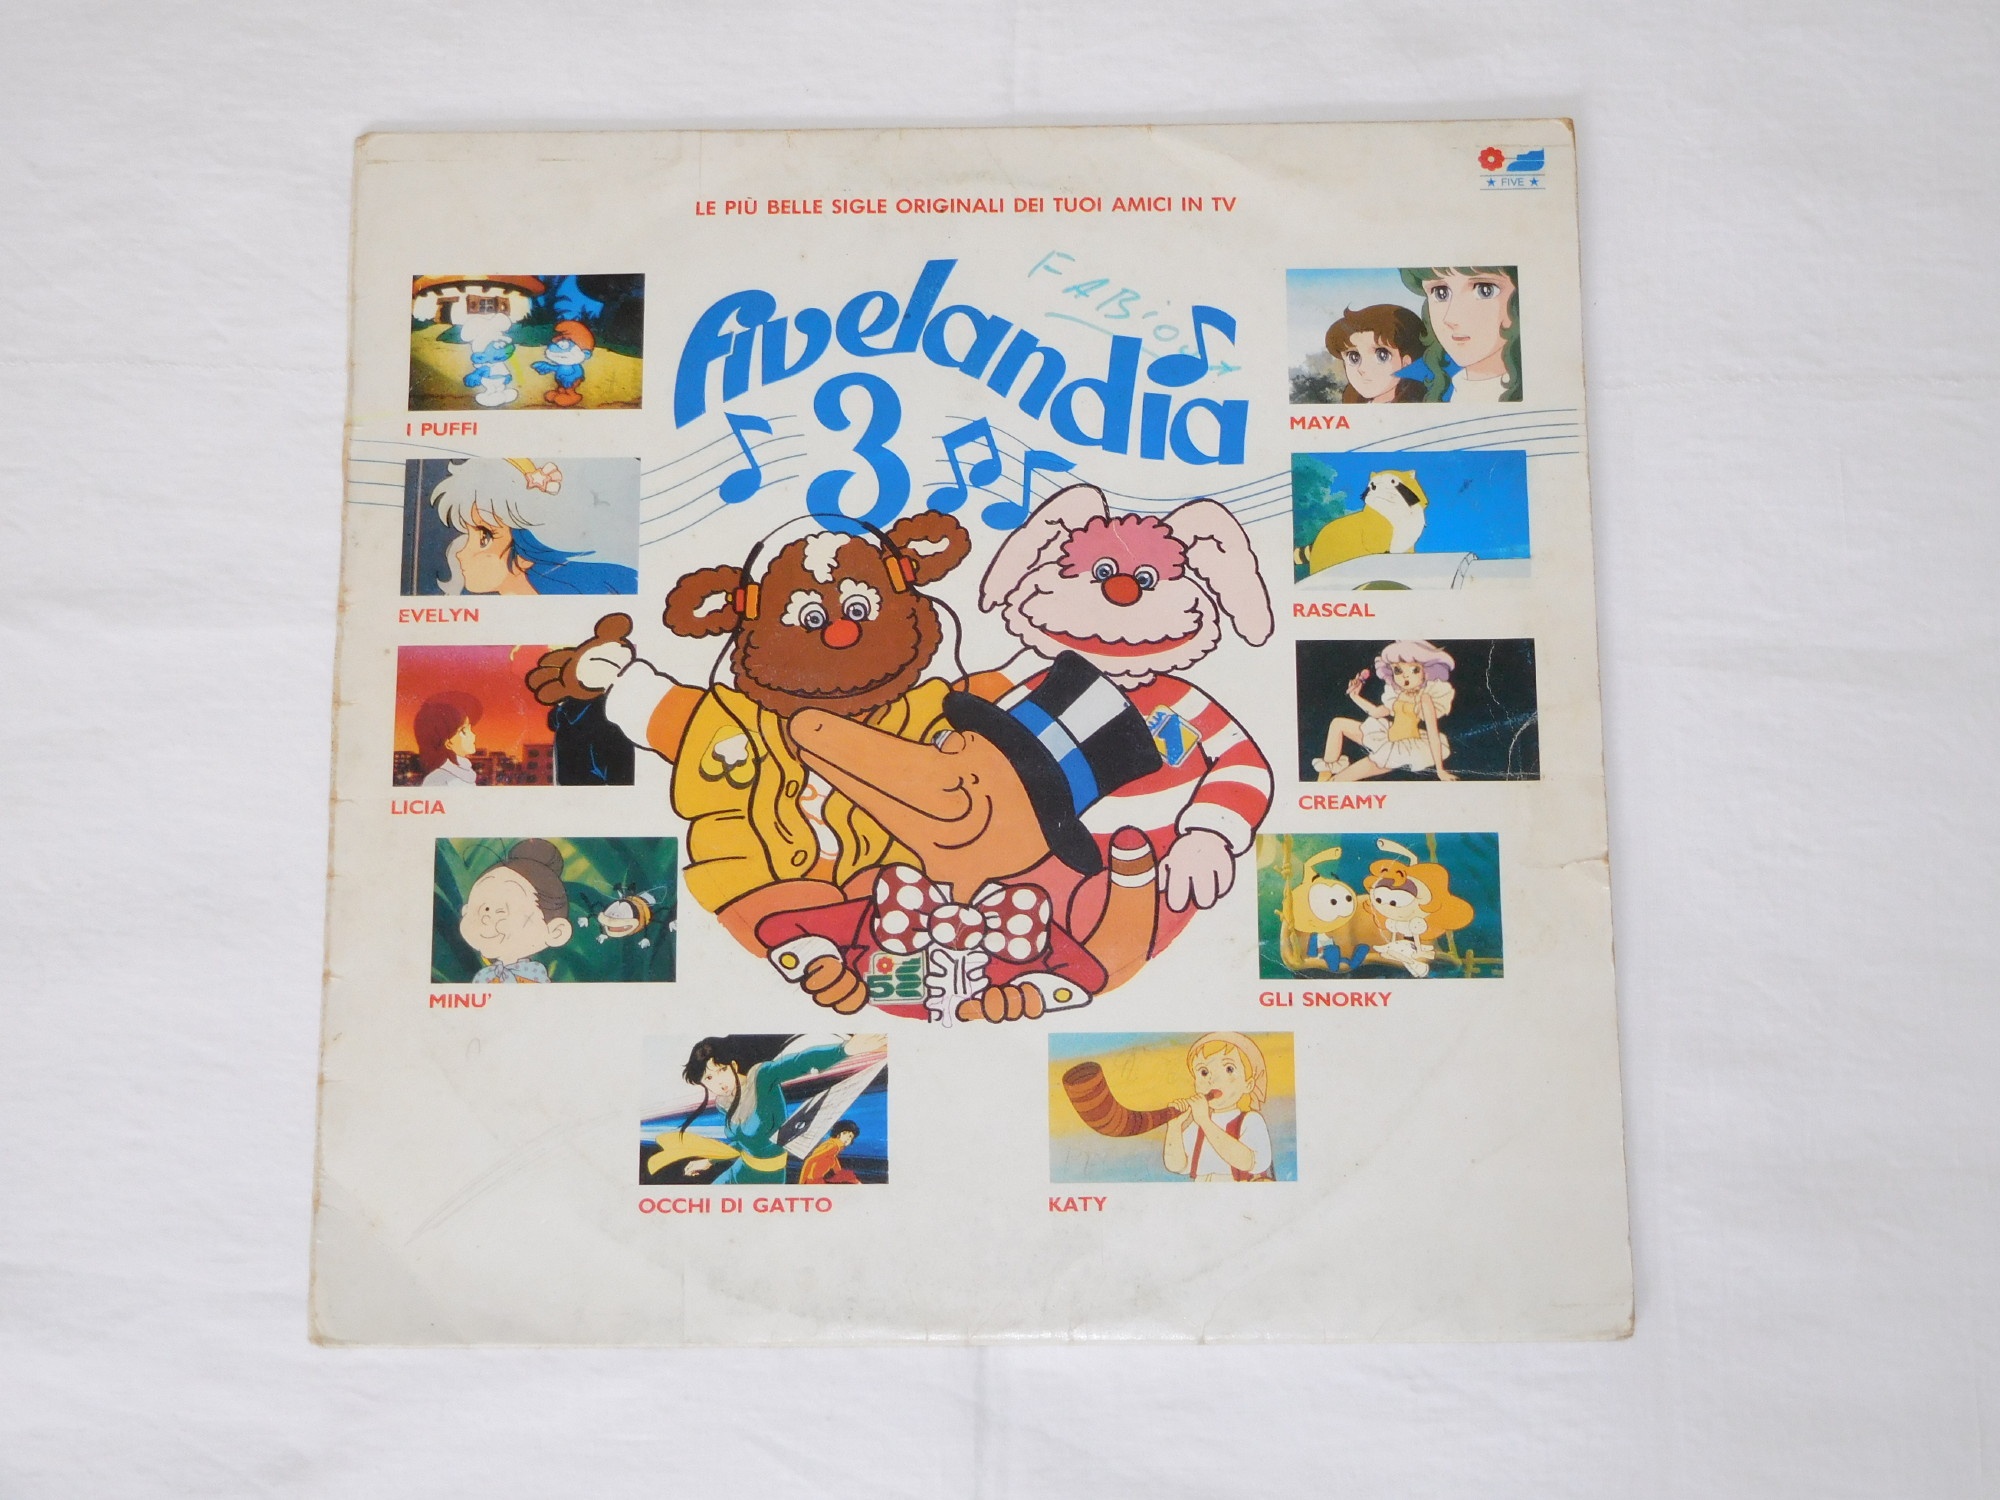 ★ FIVE ★
LE PIÙ BELLE SIGLE ORIGINALI DEI TUOI AMICI IN TV
fivelandia
3
FABIO
I PUFFI
MAYA
EVELYN
RASCAL
LICIA
CREAMY
MINU'
GLI SNORKY
5
OCCHI DI GATTO
KATY